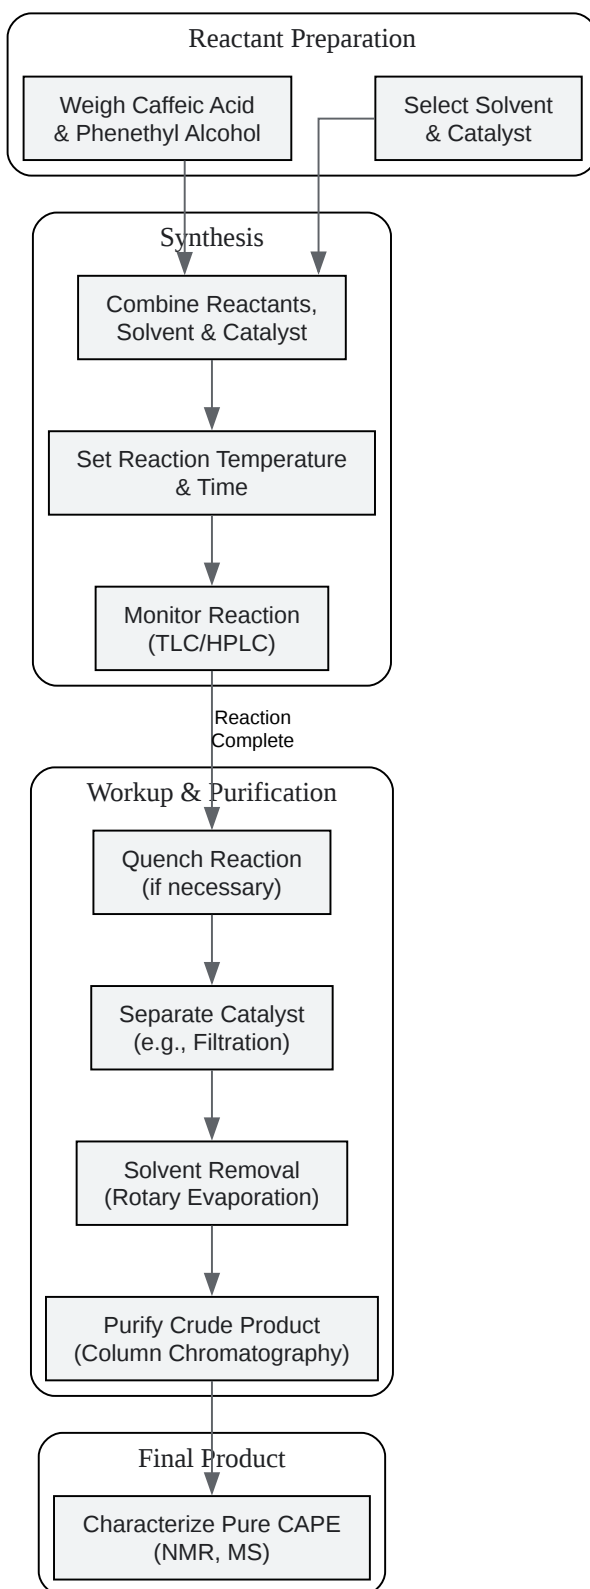 Reactant Preparation
Weigh Caffeic Acid
& Phenethyl Alcohol
Select Solvent
& Catalyst
Synthesis
Combine Reactants,
Solvent & Catalyst
Set Reaction Temperature
& Time
Monitor Reaction
(TLC/HPLC)
Reaction
Complete
Workup & Purification
Quench Reaction
(if necessary)
Separate Catalyst
(e.g., Filtration)
Solvent Removal
(Rotary Evaporation)
Purify Crude Product
(Column Chromatography)
Final Product
Characterize Pure CAPE
(NMR, MS)